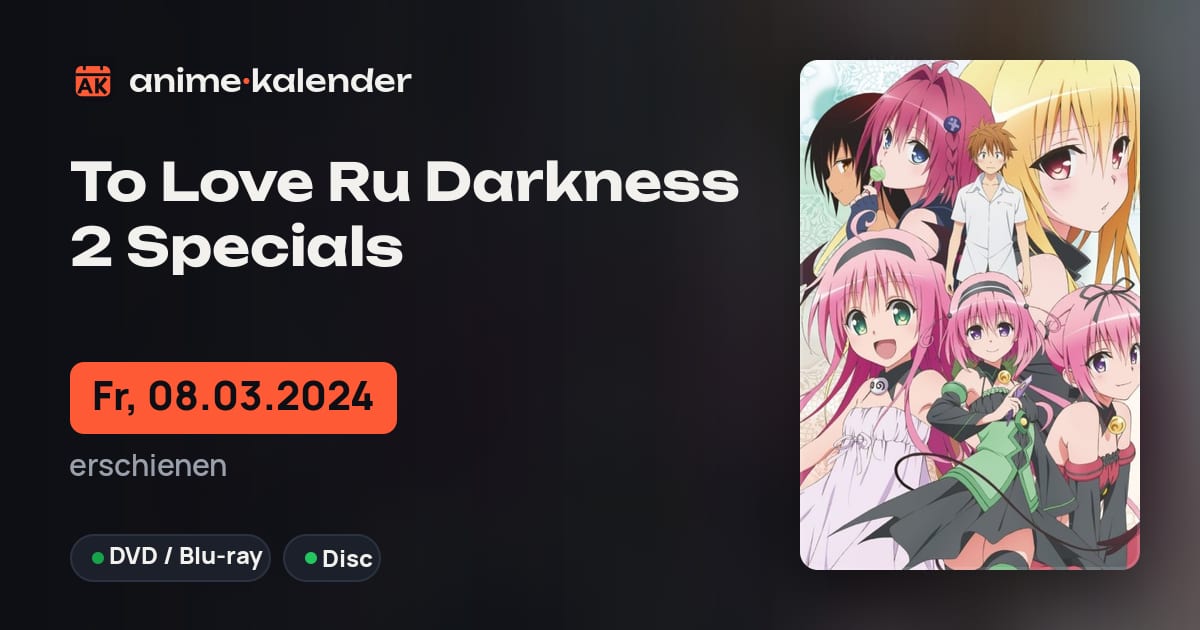 AK
anime·kalender
To Love Ru Darkness
2 Specials
Fr, 08.03.2024
erschienen
DVD / Blu-ray
Disc